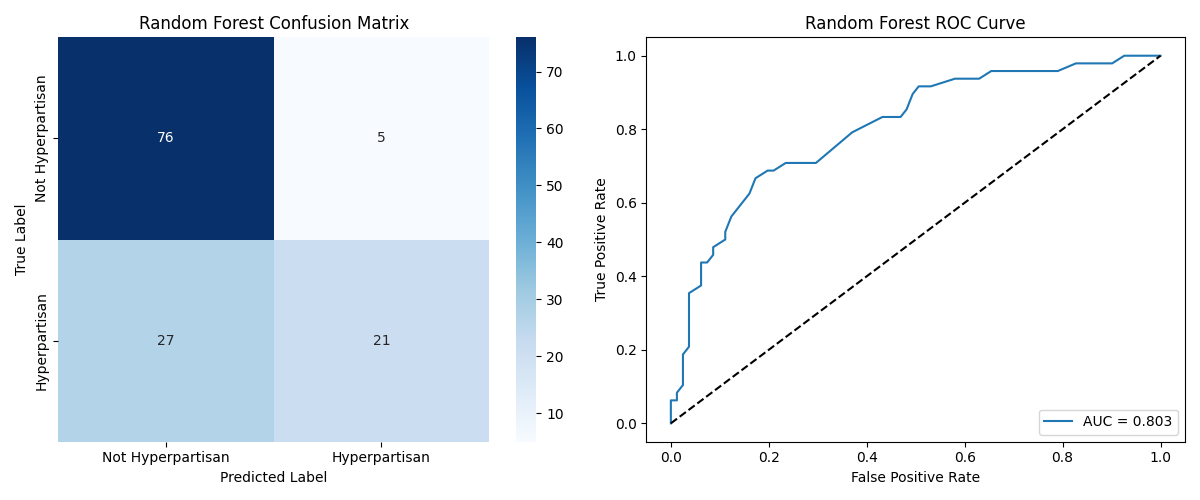 Random Forest Confusion Matrix
Not Hyperpartisan
Hyperpartisan
True Label
76
5
27
21
Not Hyperpartisan
Hyperpartisan
Predicted Label
70
60
50
40
30
20
10
Random Forest ROC Curve
True Positive Rate
1.0
0.8
0.6
0.4
0.2
0.0
0.0
0.2
0.4
0.6
0.8
1.0
False Positive Rate
AUC = 0.803